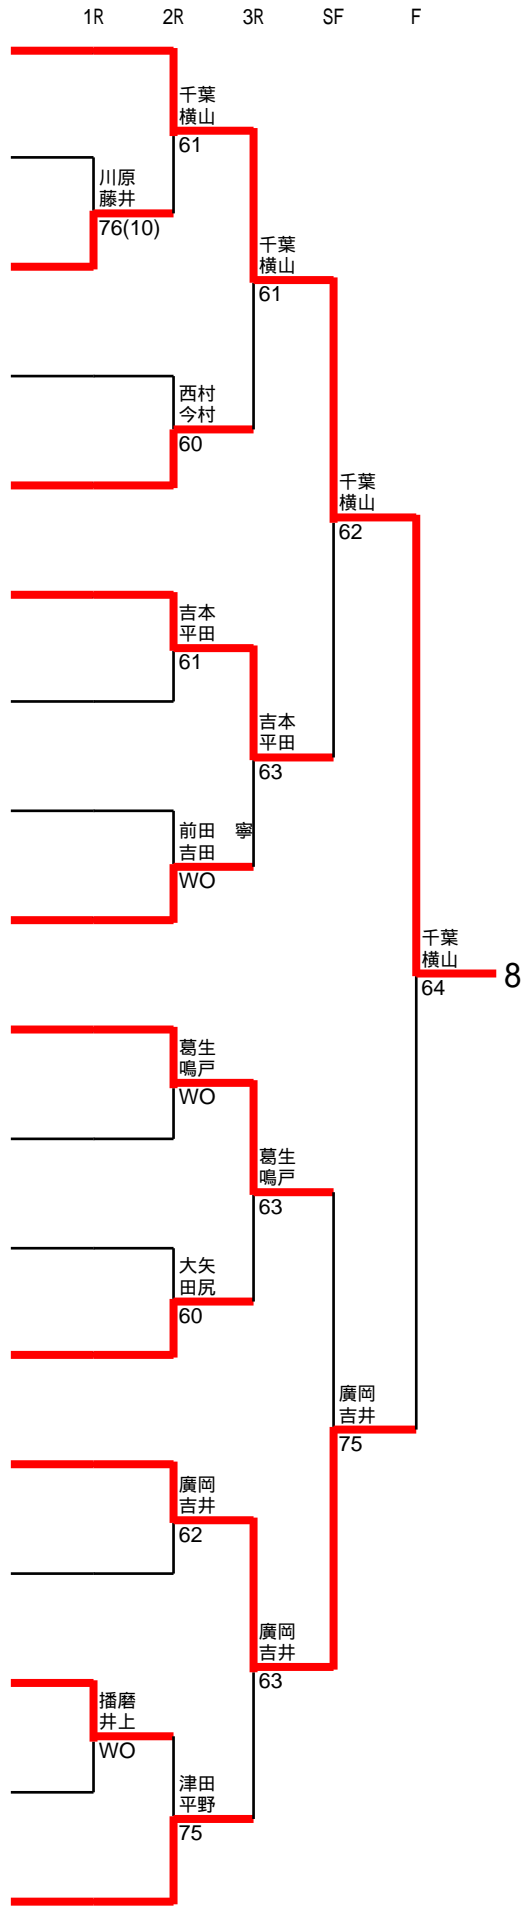 1R 2R 3R SF F
千葉
横山
61
川原
藤井
76(10)
千葉
横山
61
西村
今村
60
千葉
横山
62
吉本
平田
61
吉本
平田
63
前田 寧
吉田
WO
千葉
横山
64
8
葛生
鳴戸
WO
葛生
鳴戸
63
大矢
田尻
60
廣岡
吉井
75
廣岡
吉井
62
廣岡
吉井
63
播磨
井上
WO
津田
平野
75